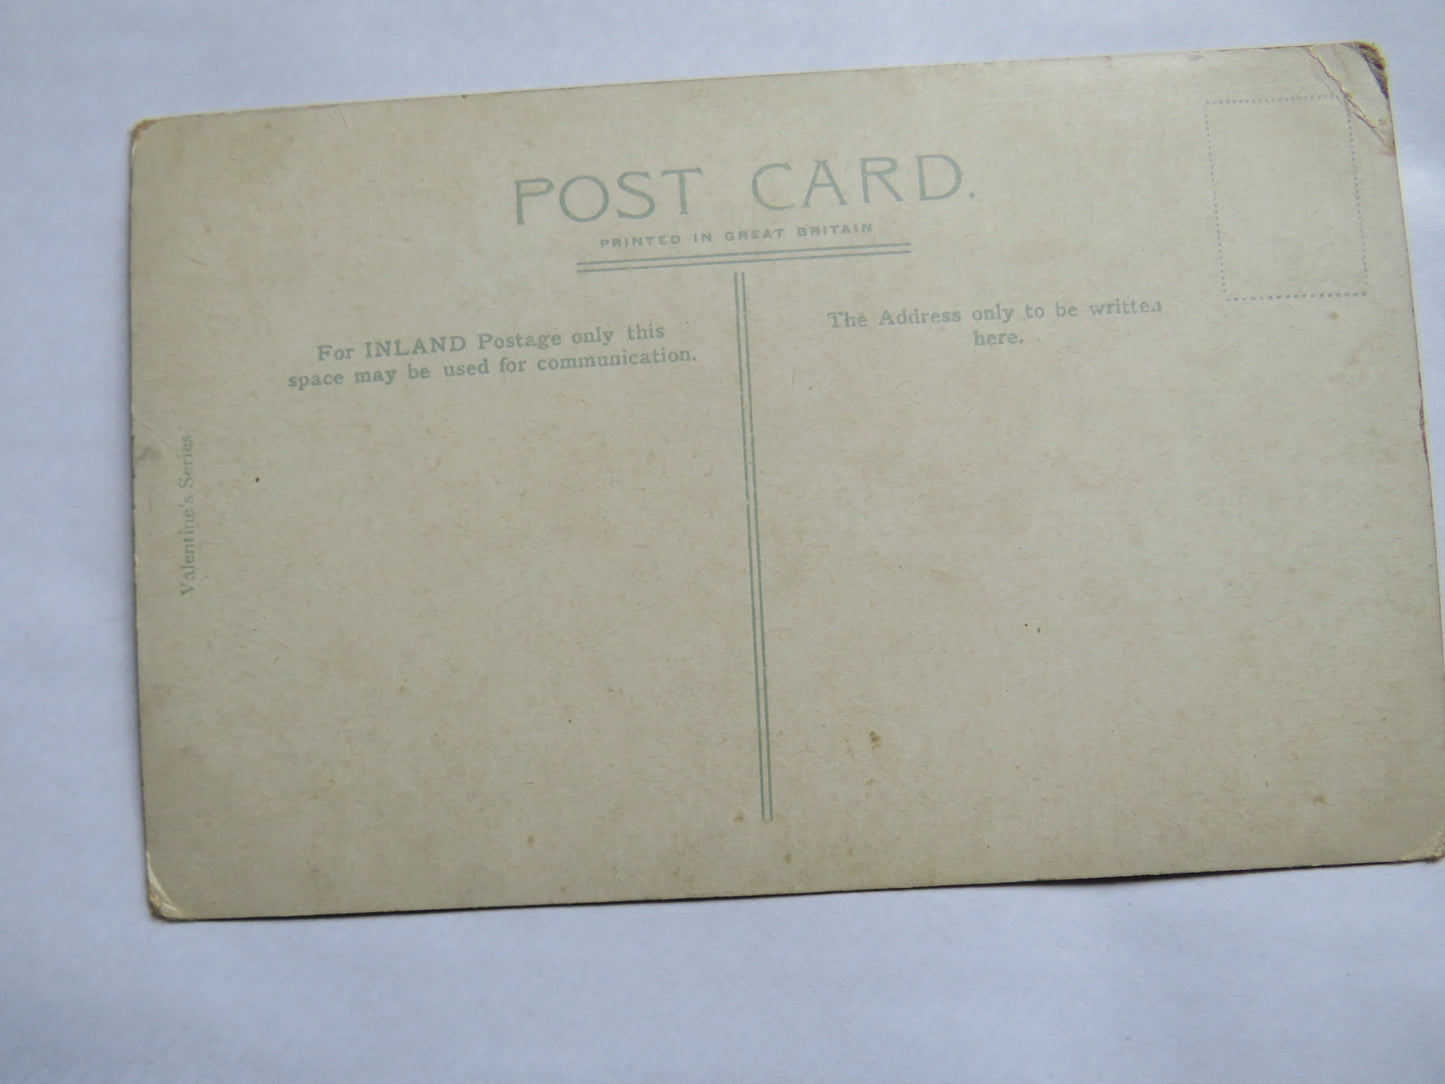 POST CARD.
PRINTED IN GREAT BRITAIN
For INLAND Postage only this
space may be used for communication.
The Address only to be written
here.
Valentine's Series